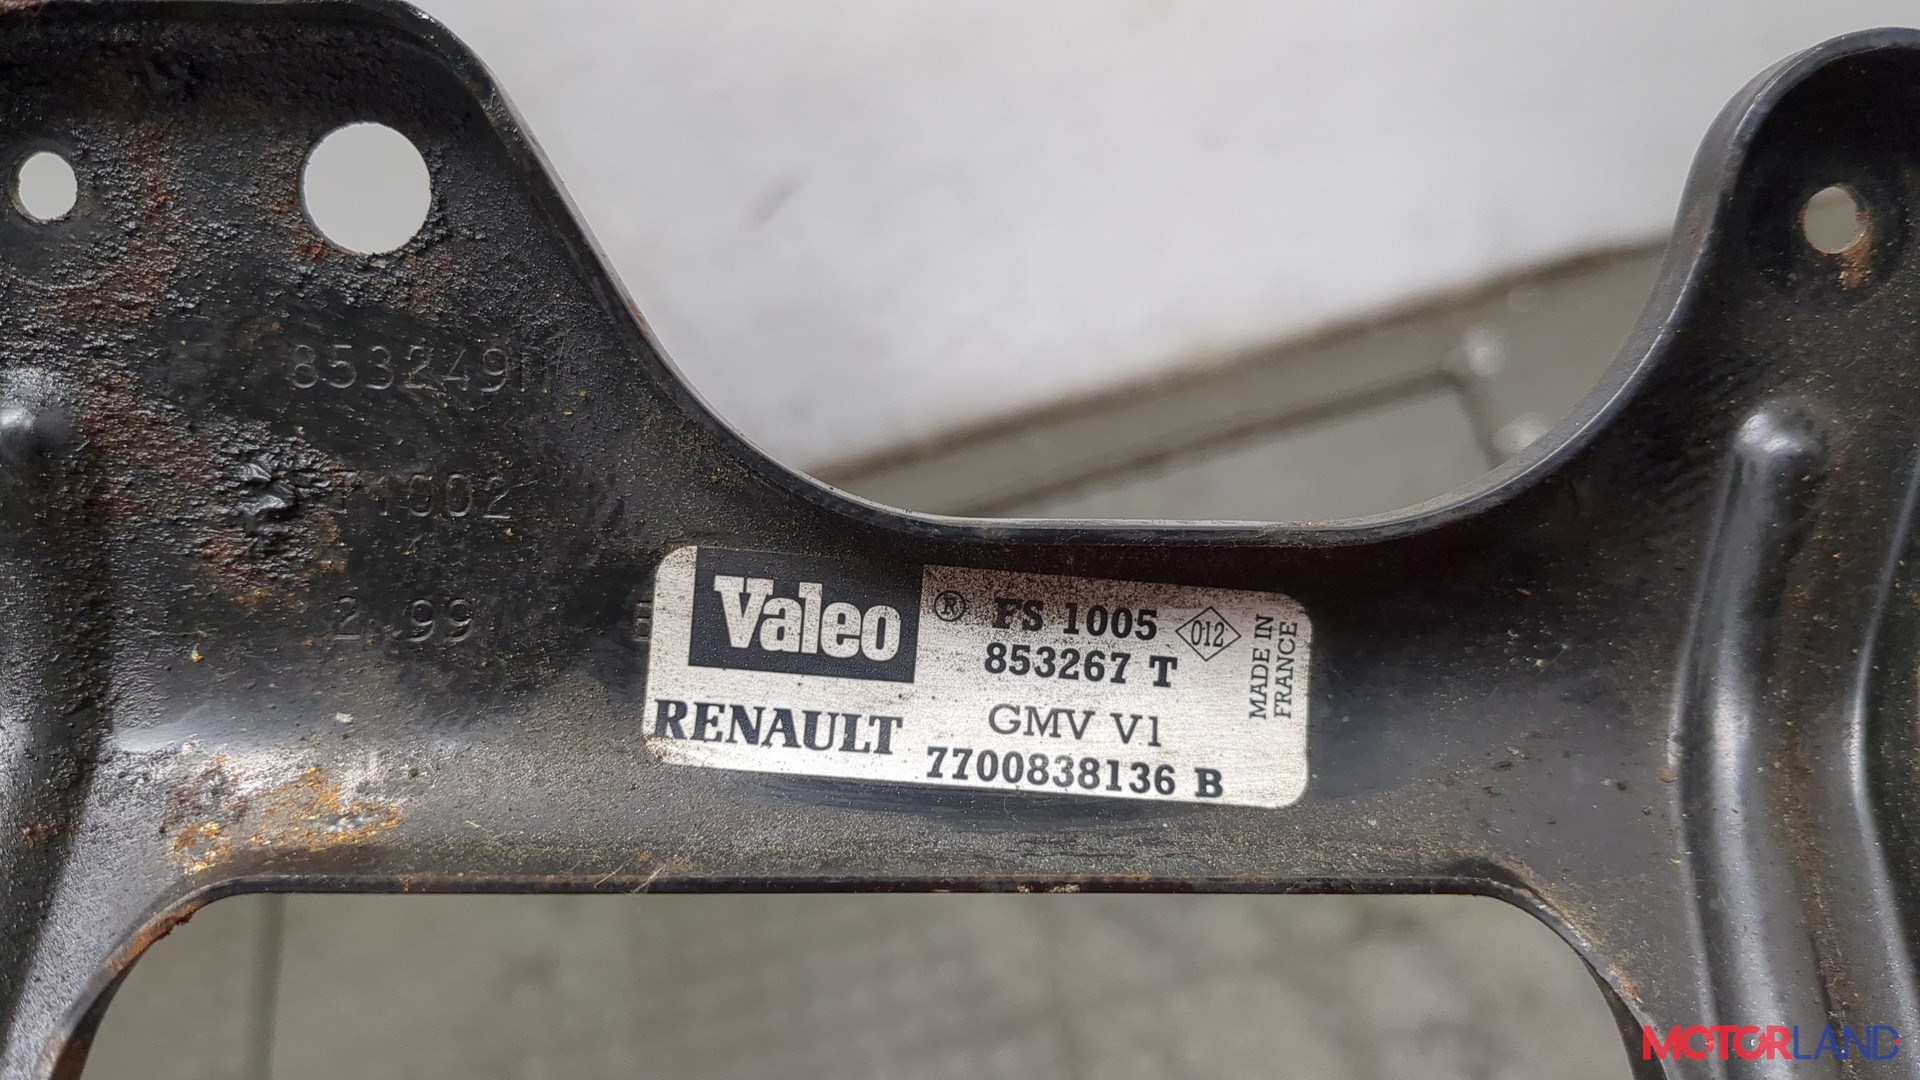 853249
1002
2 99
Valeo ® FS 1005 012
853267 T
RENAULT GMV V1
7700838136 B
MADE IN
FRANCE
MOTORLAND